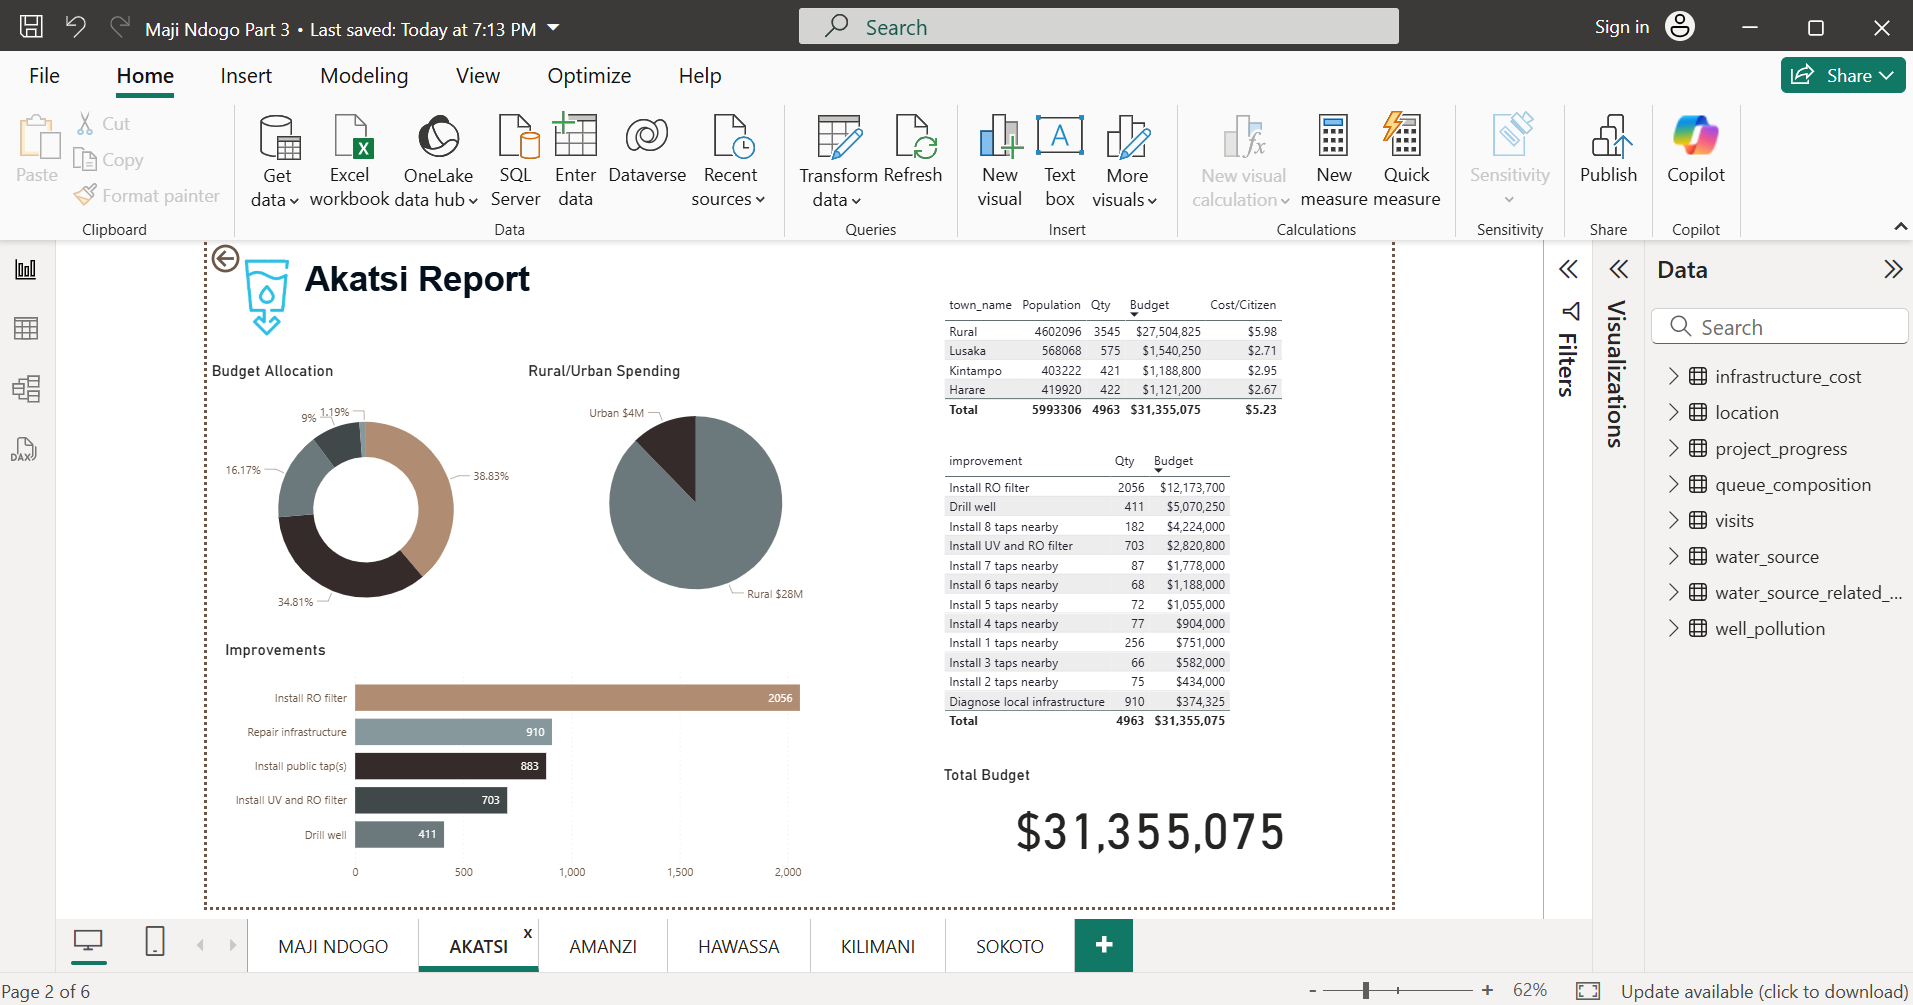 Maji Ndogo Part 3 • Last saved: Today at 7:13 PM
Search
Sign in
File Home Insert Modeling View Optimize Help
Share
Paste
Cut
Copy
Format painter
Clipboard
Get data
Excel workbook
OneLake data hub
SQL Server
Enter data
Dataverse
Recent sources
Data
Transform data
Refresh
Queries
New visual
Text box
More visuals
Insert
New visual calculation
New measure
Quick measure
Calculations
Sensitivity
Sensitivity
Publish
Share
Copilot
Copilot
DAX
Akatsi Report
Budget Allocation
1.19%
9%
16.17%
38.83%
34.81%
Rural/Urban Spending
Urban $4M
Rural $28M
Improvements
Install RO filter 2056
Repair infrastructure 910
Install public tap(s) 883
Install UV and RO filter 703
Drill well 411
0 500 1,000 1,500 2,000
town_name Population Qty Budget Cost/Citizen
Rural 4602096 3545 $27,504,825 $5.98
Lusaka 568068 575 $1,540,250 $2.71
Kintampo 403222 421 $1,188,800 $2.95
Harare 419920 422 $1,121,200 $2.67
Total 5993306 4963 $31,355,075 $5.23
improvement Qty Budget
Install RO filter 2056 $12,173,700
Drill well 411 $5,070,250
Install 8 taps nearby 182 $4,224,000
Install UV and RO filter 703 $2,820,800
Install 7 taps nearby 87 $1,778,000
Install 6 taps nearby 68 $1,188,000
Install 5 taps nearby 72 $1,055,000
Install 4 taps nearby 77 $904,000
Install 1 taps nearby 256 $751,000
Install 3 taps nearby 66 $582,000
Install 2 taps nearby 75 $434,000
Diagnose local infrastructure 910 $374,325
Total 4963 $31,355,075
Total Budget
$31,355,075
Filters
Visualizations
Data
Search
infrastructure_cost
location
project_progress
queue_composition
visits
water_source
water_source_related_...
well_pollution
MAJI NDOGO AKATSI x AMANZI HAWASSA KILIMANI SOKOTO +
Page 2 of 6
- + 62%
Update available (click to download)